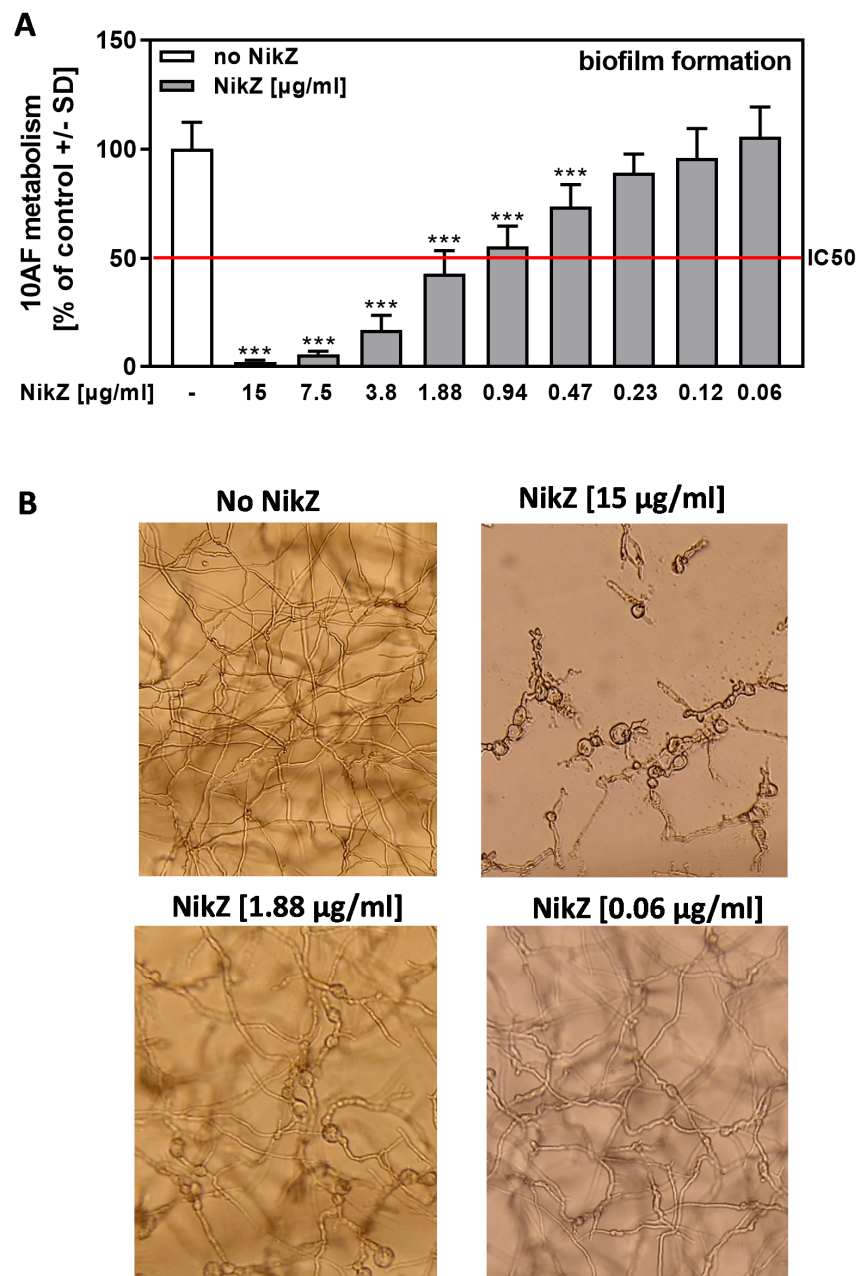 A
150
no NikZ
biofilm formation
NikZ [µg/ml]
10AF metabolism
[% of control +/- SD]
100
***
***
***
***
50
IC50
***
***
0
NikZ [µg/ml] - 15 7.5 3.8 1.88 0.94 0.47 0.23 0.12 0.06
B
No NikZ
NikZ [15 µg/ml]
NikZ [1.88 µg/ml]
NikZ [0.06 µg/ml]